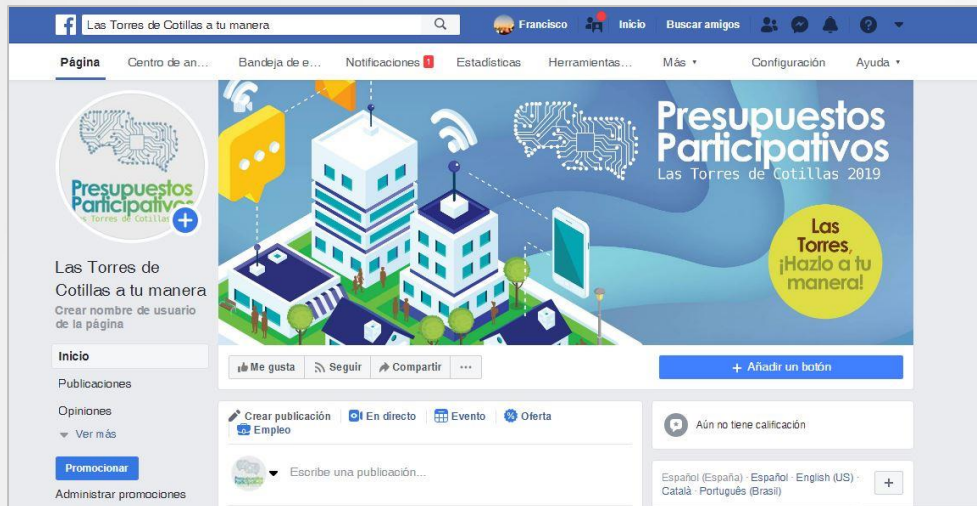 Las Torres de Cotillas a tu manera
Francisco
Inicio
Buscar amigos
Página
Centro de an...
Bandeja de e...
Notificaciones 1
Estadísticas
Herramientas...
Más
Configuración
Ayuda
Presupuestos
Participativos
Las Torres de Cotillas
Las Torres de
Cotillas a tu manera
Crear nombre de usuario
de la página
Inicio
Publicaciones
Opiniones
Ver más
Promocionar
Administrar promociones
Presupuestos
Participativos
Las Torres de Cotillas 2019
Las
Torres,
¡Hazlo a tu
manera!
Me gusta
Seguir
Compartir
...
+ Añadir un botón
Crear publicación
En directo
Evento
Oferta
Empleo
Escribe una publicación...
Aún no tiene calificación
Español (España) · Español · English (US) ·
Català · Português (Brasil)
+